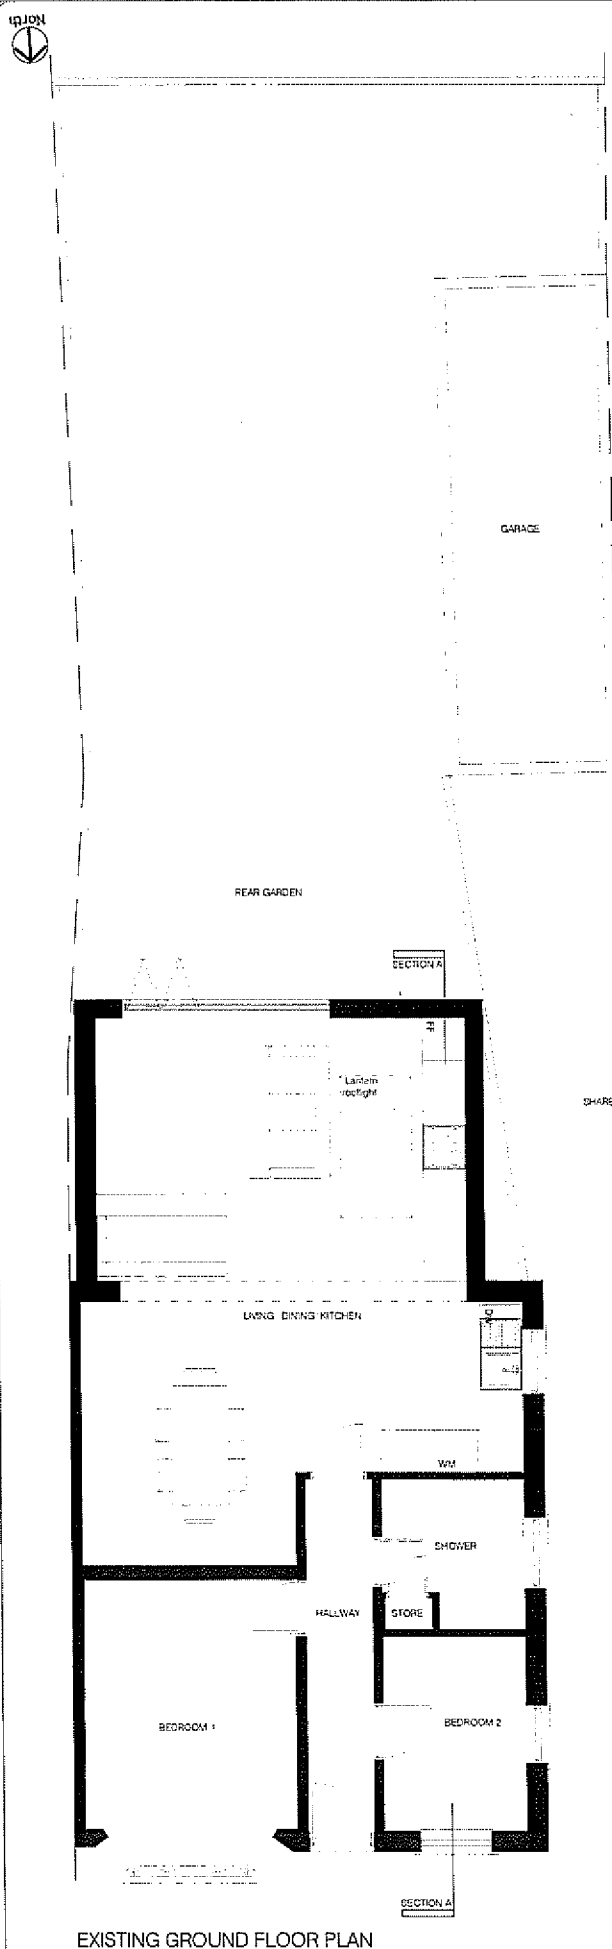 North
GARAGE
REAR GARDEN
SECTION A
FF
Lantern
rooflight
SHARE
LIVING DINING KITCHEN
WM
SHOWER
HALLWAY
STORE
BEDROOM 1
BEDROOM 2
SECTION A
EXISTING GROUND FLOOR PLAN